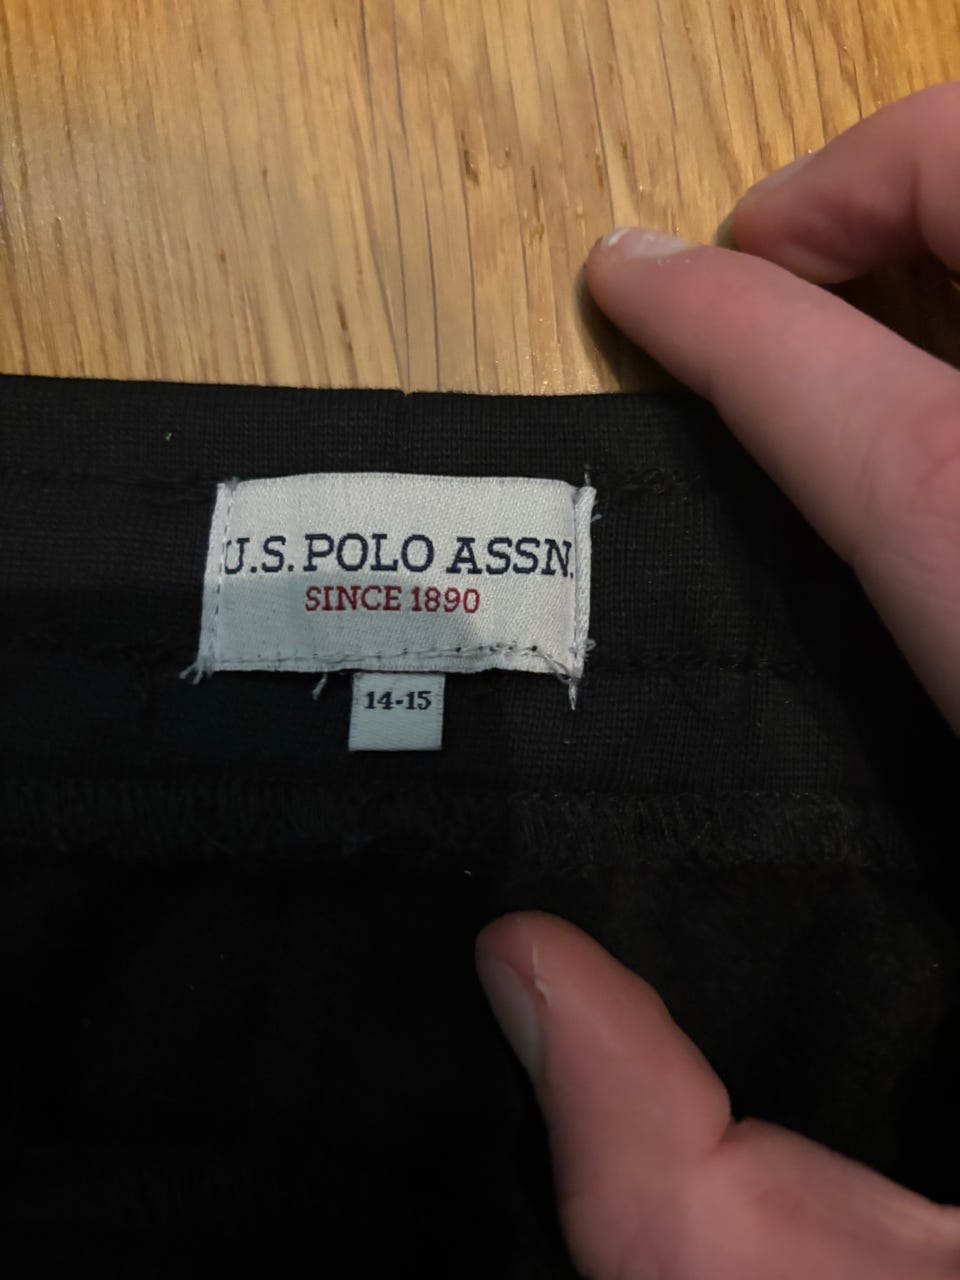 U.S. POLO ASSN.
SINCE 1890
14-15